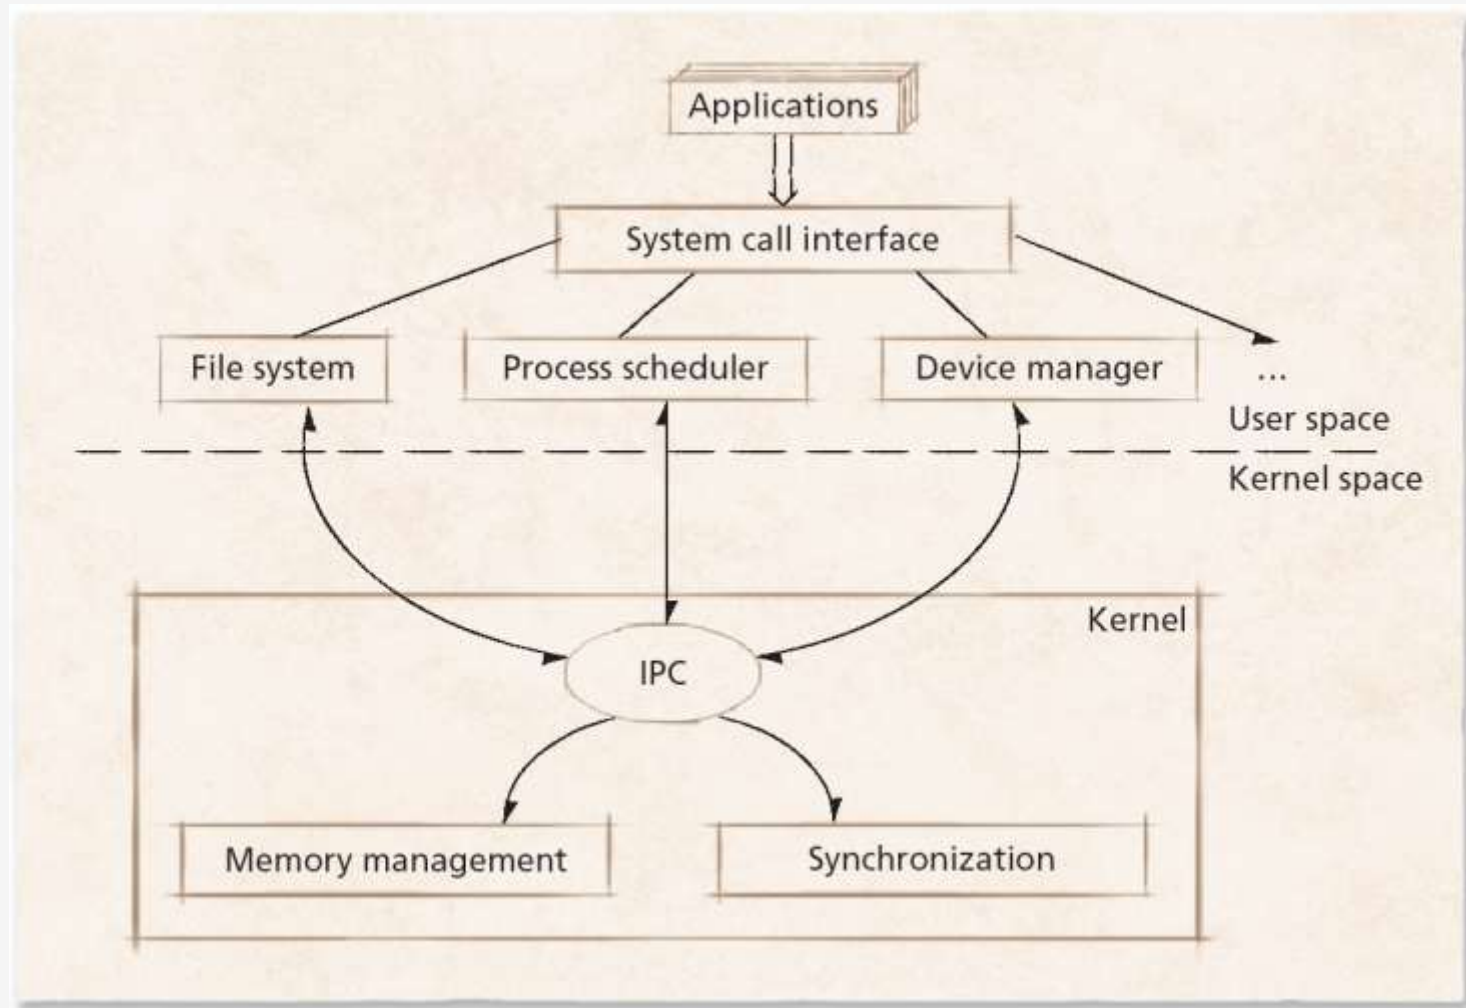 Applications
System call interface
File system
Process scheduler
Device manager
...
User space
Kernel space
Kernel
IPC
Memory management
Synchronization